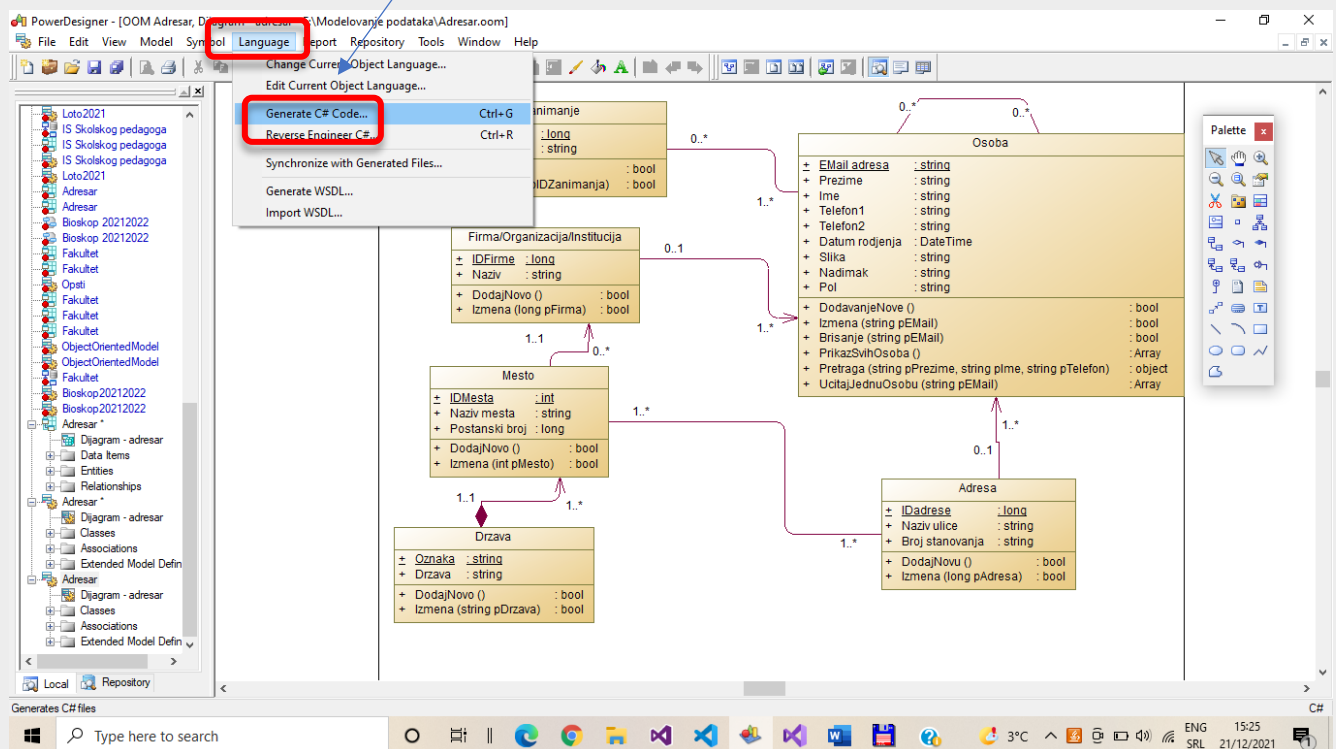 PowerDesigner - [OOM Adresar, Dijagram - adresar - F:\Modelovanje podataka\Adresar.oom]
File Edit View Model Symbol Language Report Repository Tools Window Help
Change Current Object Language...
Edit Current Object Language...
Generate C# Code... Ctrl+G
Reverse Engineer C#... Ctrl+R
Synchronize with Generated Files...
Generate WSDL...
Import WSDL...
Loto2021
IS Skolskog pedagoga
IS Skolskog pedagoga
IS Skolskog pedagoga
Loto2021
Adresar
Adresar
Bioskop 20212022
Bioskop 20212022
Fakultet
Fakultet
Opsti
Fakultet
Fakultet
Fakultet
ObjectOrientedModel
ObjectOrientedModel
Fakultet
Bioskop20212022
Bioskop20212022
Adresar *
Dijagram - adresar
Data Items
Entities
Relationships
Adresar *
Dijagram - adresar
Classes
Associations
Extended Model Defin
Adresar
Dijagram - adresar
Classes
Associations
Extended Model Defin
Local Repository
animanje
: long
: string
: bool
IDZanimanja) : bool
0..*
1..*
0..*
0..*
Osoba
+ EMail adresa : string
+ Prezime : string
+ Ime : string
+ Telefon1 : string
+ Telefon2 : string
+ Datum rodjenja : DateTime
+ Slika : string
+ Nadimak : string
+ Pol : string
+ DodavanjeNove () : bool
+ Izmena (string pEMail) : bool
+ Brisanje (string pEMail) : bool
+ PrikazSvihOsoba () : Array
+ Pretraga (string pPrezime, string pIme, string pTelefon) : object
+ UcitajJednuOsobu (string pEMail) : Array
Palette
Firma/Organizacija/Institucija
+ IDFirme : long
+ Naziv : string
+ DodajNovo () : bool
+ Izmena (long pFirma) : bool
0..1
1..*
1..1
0..*
Mesto
+ IDMesta : int
+ Naziv mesta : string
+ Postanski broj : long
+ DodajNovo () : bool
+ Izmena (int pMesto) : bool
1..*
1..*
0..1
1..*
Adresa
+ IDadrese : long
+ Naziv ulice : string
+ Broj stanovanja : string
+ DodajNovu () : bool
+ Izmena (long pAdresa) : bool
1..1
1..*
Drzava
+ Oznaka : string
+ Drzava : string
+ DodajNovo () : bool
+ Izmena (string pDrzava) : bool
Generates C# files
C#
Type here to search
3°C
ENG
SRL
15:25
21/12/2021
1